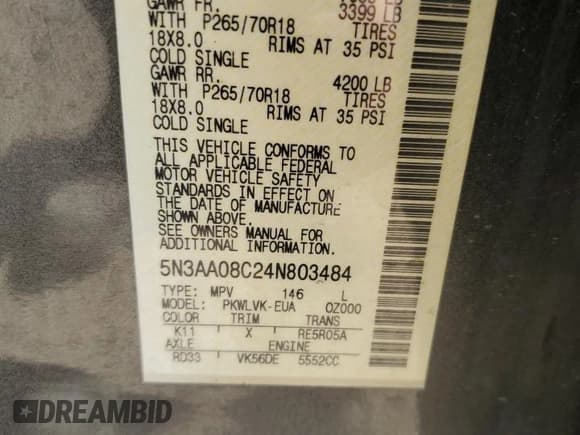 GAWR FR. 3399 LB
WITH P265/70R18 TIRES
18X8.0 RIMS AT 35 PSI
COLD SINGLE
GAWR RR. 4200 LB
WITH P265/70R18 TIRES
18X8.0 RIMS AT 35 PSI
COLD SINGLE
THIS VEHICLE CONFORMS TO
ALL APPLICABLE FEDERAL
MOTOR VEHICLE SAFETY
STANDARDS IN EFFECT ON
THE DATE OF MANUFACTURE
SHOWN ABOVE.
SEE OWNERS MANUAL FOR
ADDITIONAL INFORMATION.
5N3AA08C24N803484
TYPE: MPV 146 L
MODEL: PKWLVK-EUA OZ000
COLOR TRIM TRANS
K11 X RE5R05A
AXLE ENGINE
RD33 VK56DE 5552CC
DREAMBID